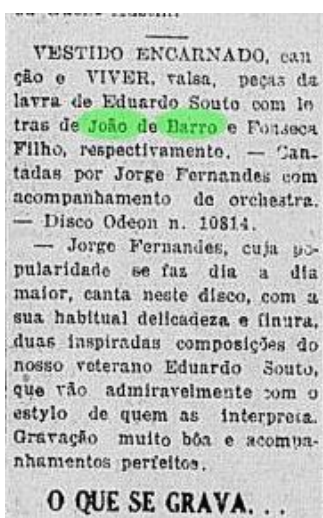 VESTIDO ENCARNADO, can
ção e VIVER, valsa, peças da
lavra de Eduardo Souto com le
tras de João de Barro e Fonseca
Filho, respectivamente. — Can-
tadas por Jorge Fernandes com
acompanhamento de orchestra.
— Disco Odeon n. 10814.
— Jorge Fernandes, cuja po-
pularidade se faz dia a dia
maior, canta neste disco, com a
sua habitual delicadeza e finura,
duas inspiradas composições do
nosso veterano Eduardo Souto,
que vão admiravelmente com o
estylo de quem as interpreta.
Gravação muito bôa e acompa-
nhamentos perfeitos.
O QUE SE GRAVA...